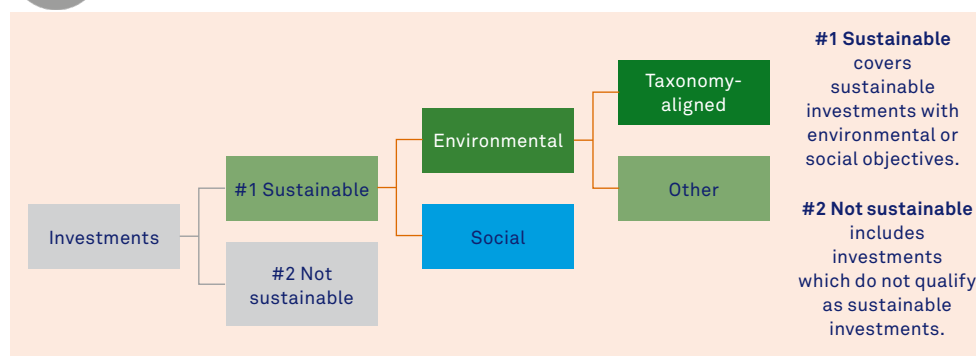 Investments
#1 Sustainable
#2 Not
sustainable
Environmental
Social
Taxonomy-
aligned
Other
#1 Sustainable
covers
sustainable
investments with
environmental or
social objectives.
#2 Not sustainable
includes
investments
which do not qualify
as sustainable
investments.